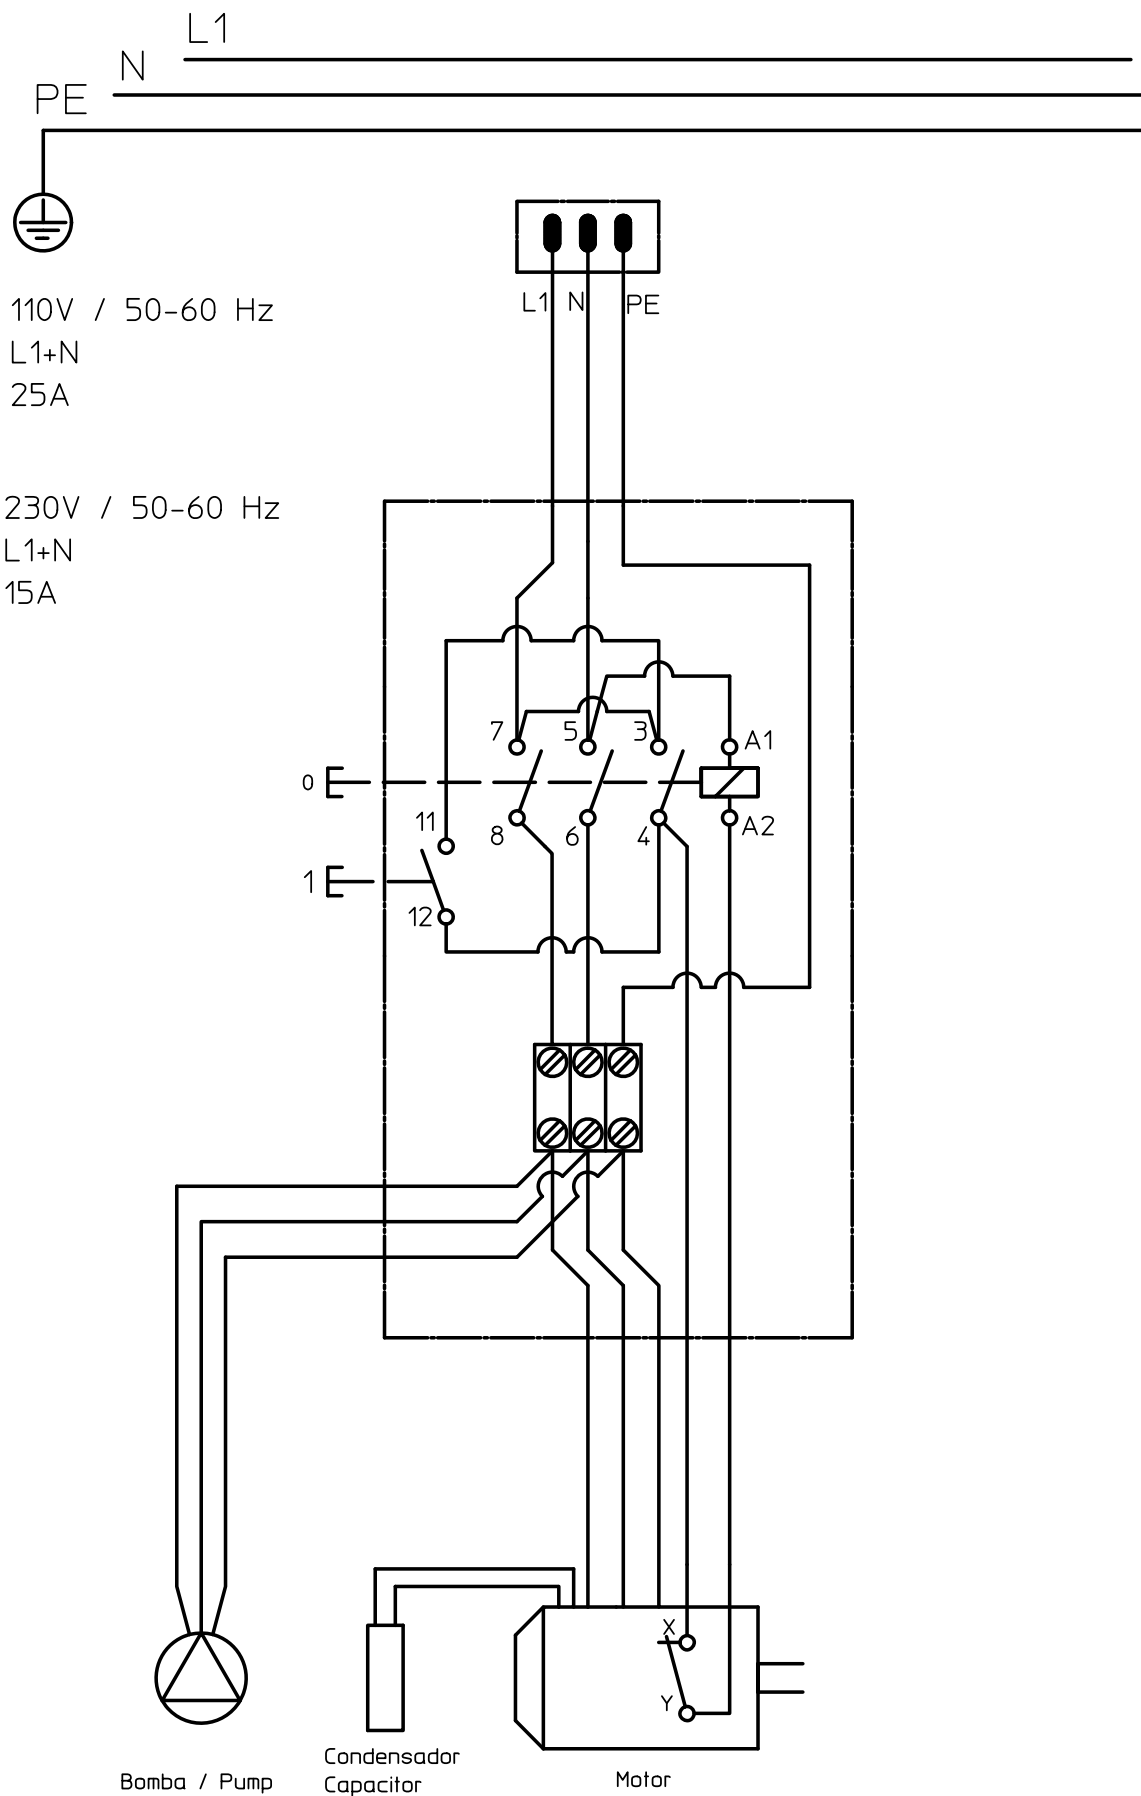 L1
N
PE
L1 N PE
110V / 50-60 Hz
L1+N
25A
230V / 50-60 Hz
L1+N
15A
7 5 3 A1
0
11 8 6 4 A2
1
12
X
Y
Condensador
Capacitor
Bomba / Pump
Motor